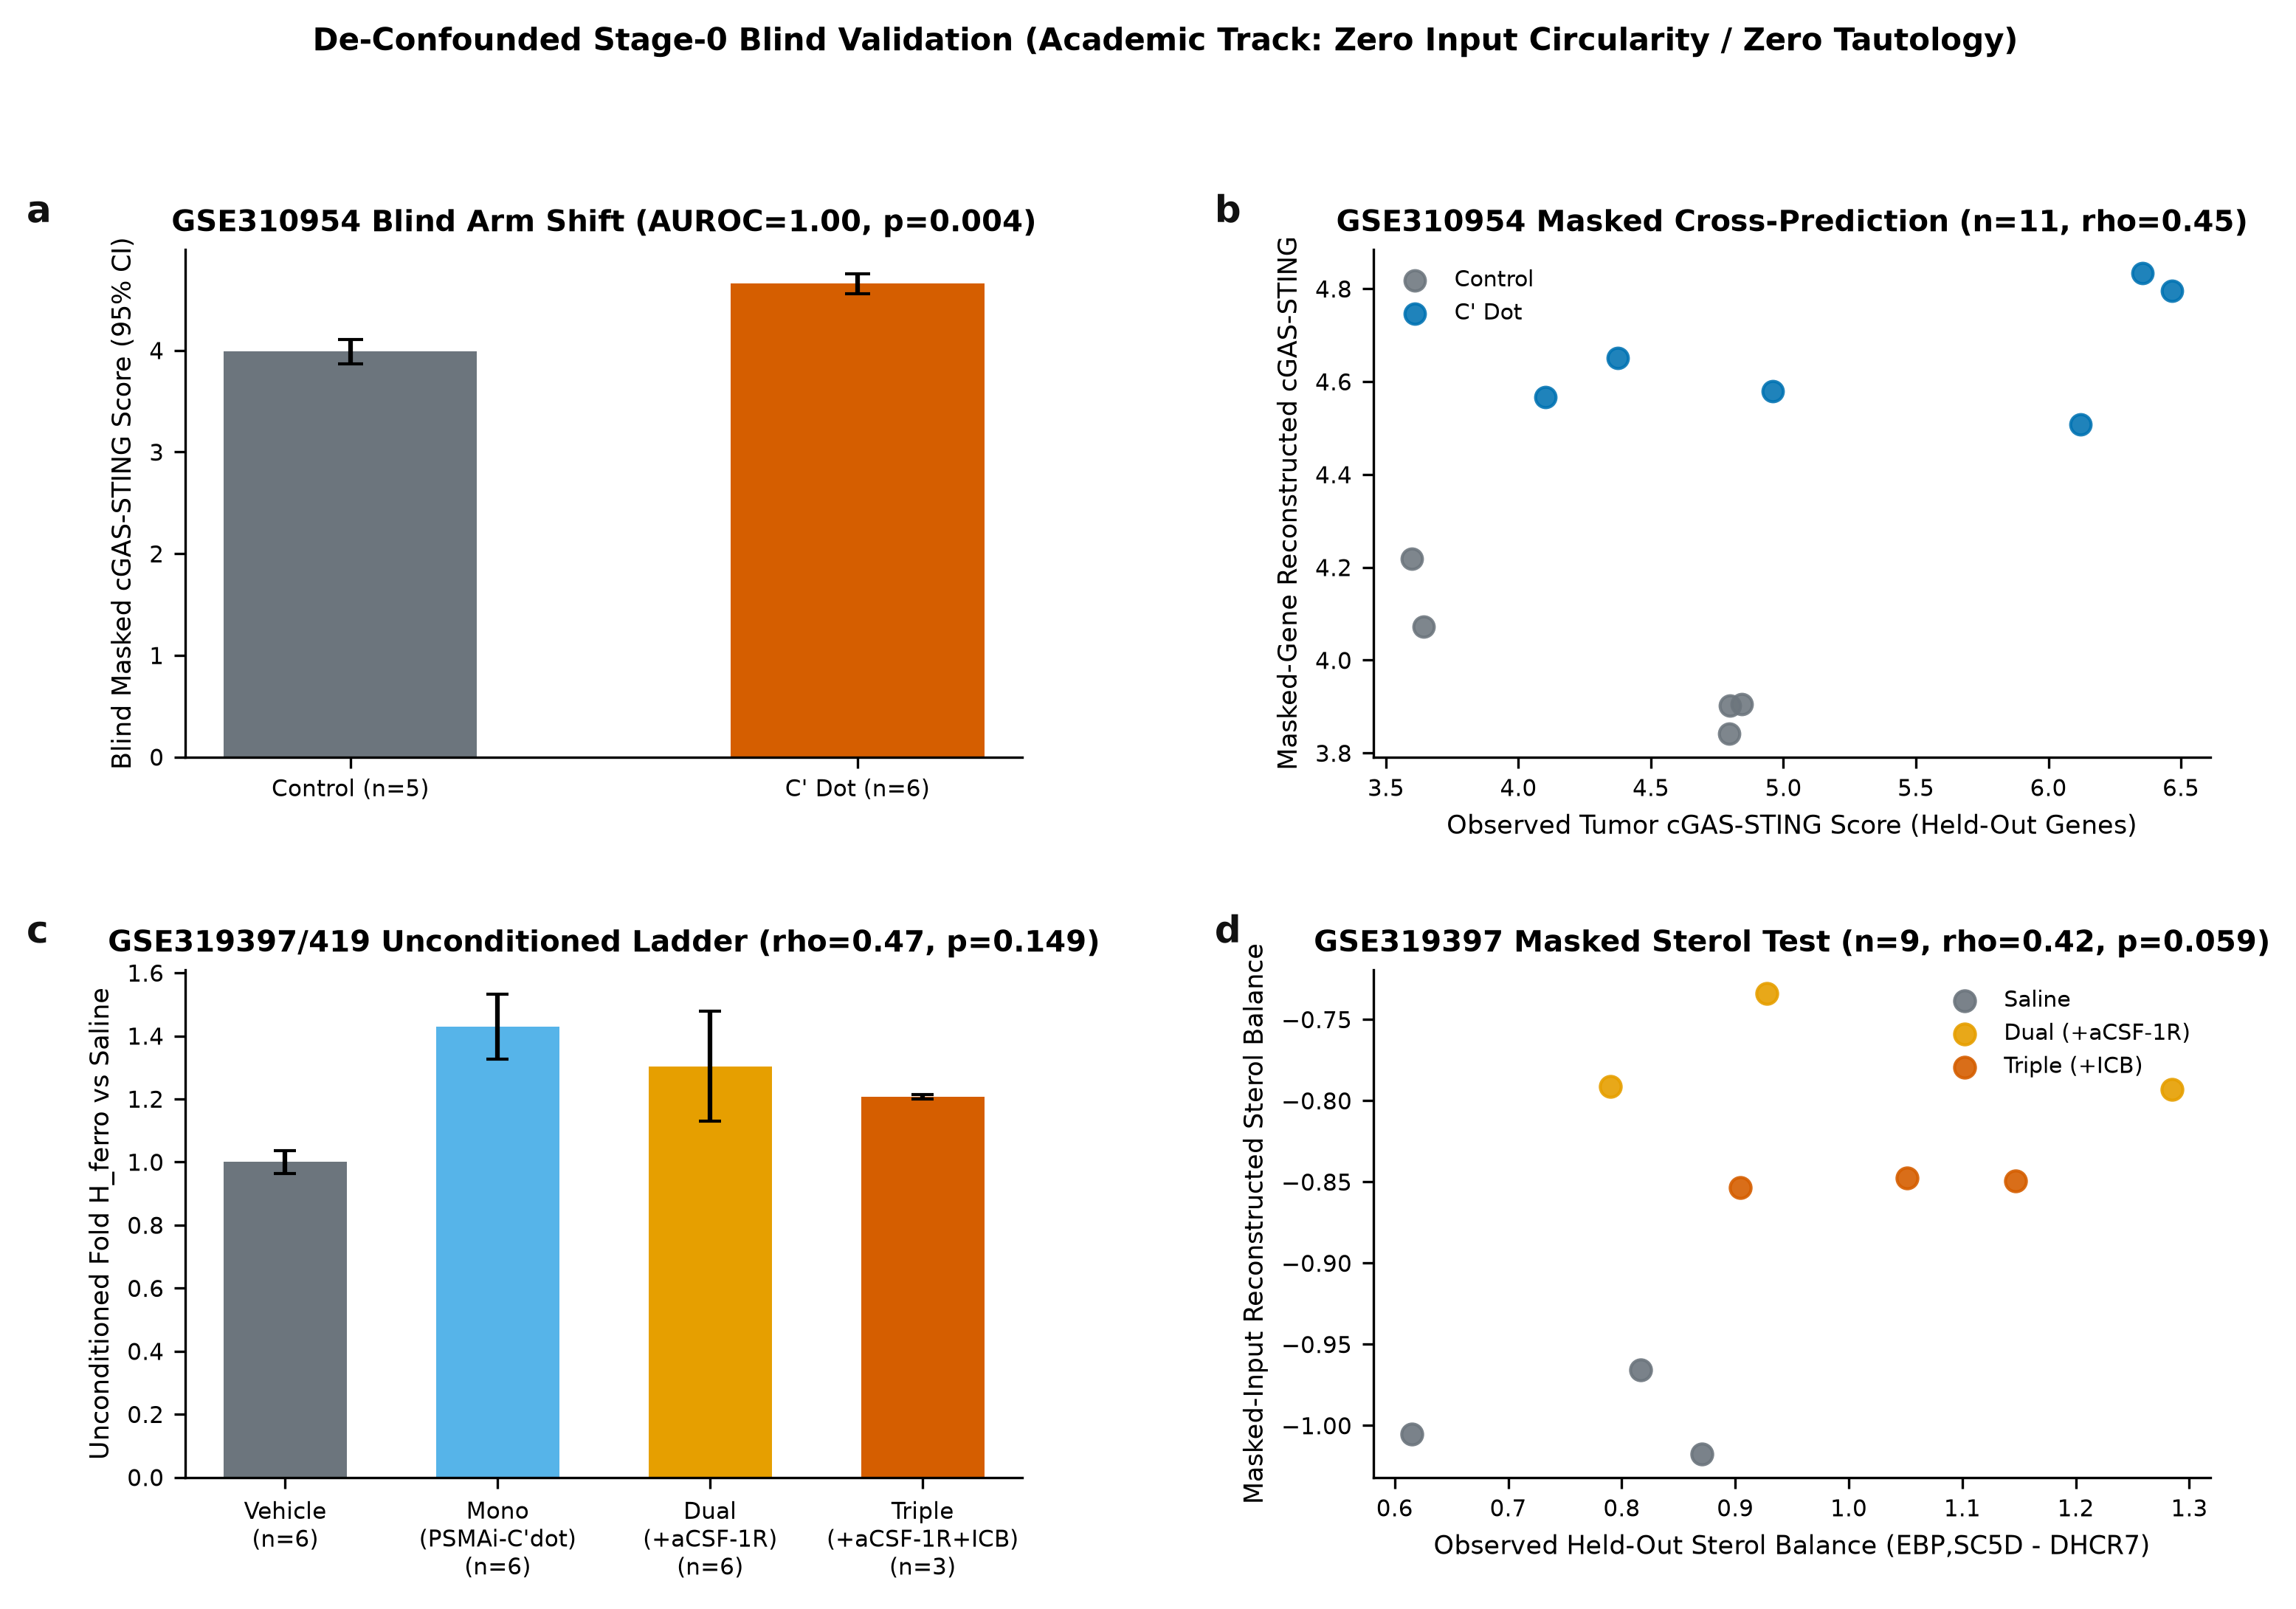 De-Confounded Stage-0 Blind Validation (Academic Track: Zero Input Circularity / Zero Tautology)
a
GSE310954 Blind Arm Shift (AUROC=1.00, p=0.004)
Blind Masked cGAS-STING Score (95% CI)
4
3
2
1
0
Control (n=5)
C' Dot (n=6)
b
GSE310954 Masked Cross-Prediction (n=11, rho=0.45)
Masked-Gene Reconstructed cGAS-STING
Control
C' Dot
4.8
4.6
4.4
4.2
4.0
3.8
3.5
4.0
4.5
5.0
5.5
6.0
6.5
Observed Tumor cGAS-STING Score (Held-Out Genes)
c
GSE319397/419 Unconditioned Ladder (rho=0.47, p=0.149)
Unconditioned Fold H_ferro vs Saline
1.6
1.4
1.2
1.0
0.8
0.6
0.4
0.2
0.0
Vehicle
(n=6)
Mono
(PSMAi-C'dot)
(n=6)
Dual
(+aCSF-1R)
(n=6)
Triple
(+aCSF-1R+ICB)
(n=3)
d
GSE319397 Masked Sterol Test (n=9, rho=0.42, p=0.059)
Masked-Input Reconstructed Sterol Balance
Saline
Dual (+aCSF-1R)
Triple (+ICB)
−0.75
−0.80
−0.85
−0.90
−0.95
−1.00
0.6
0.7
0.8
0.9
1.0
1.1
1.2
1.3
Observed Held-Out Sterol Balance (EBP,SC5D - DHCR7)